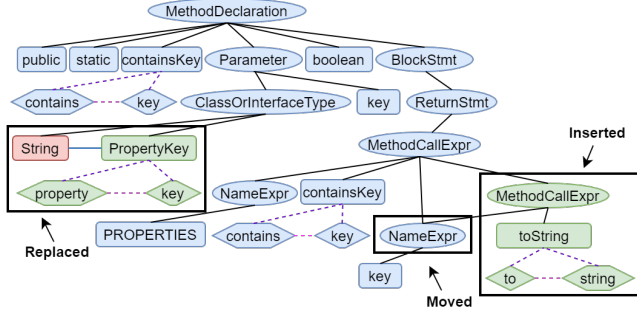 MethodDeclaration
public static containsKey Parameter boolean BlockStmt
contains key ClassOrInterfaceType key ReturnStmt
String PropertyKey MethodCallExpr Inserted
property key NameExpr containsKey MethodCallExpr
Replaced PROPERTIES contains key NameExpr toString
key Moved to string